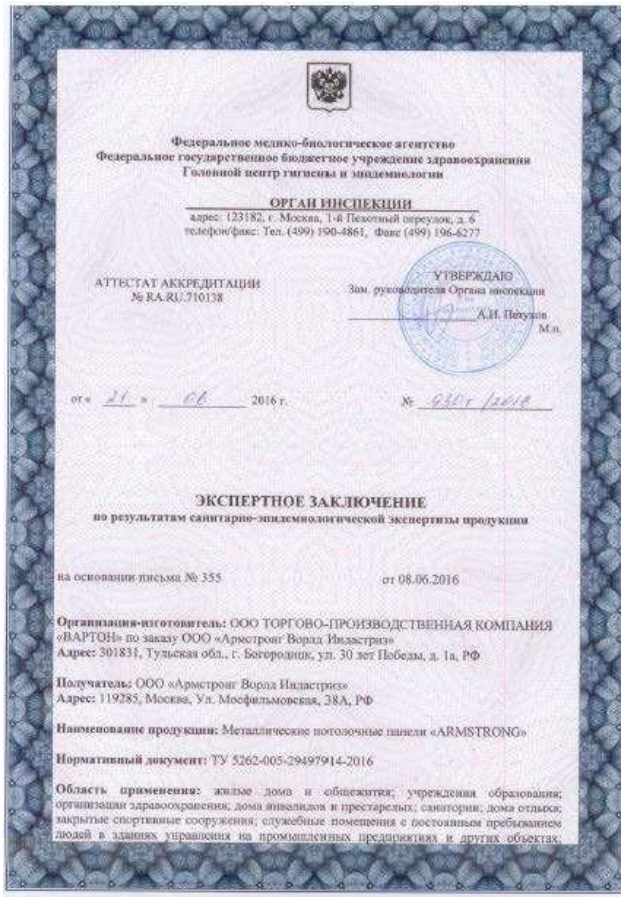 Федеральное медико-биологическое агентство
Федеральное государственное бюджетное учреждение здравоохранения
Головной центр гигиены и эпидемиологии
ОРГАН ИНСПЕКЦИИ
адрес: 123182, г. Москва, 1-й Пехотный переулок, д. 6
телефон/факс: Тел. (499) 190-4861, Факс (499) 196-6277
АТТЕСТАТ АККРЕДИТАЦИИ
№ RA.RU.710138
УТВЕРЖДАЮ
Зам. руководителя Органа инспекции
А.И. Петухов
М.п.
от « 21 » 06 2016 г.
№ 930г/2016
ЭКСПЕРТНОЕ ЗАКЛЮЧЕНИЕ
по результатам санитарно-эпидемиологической экспертизы продукции
на основании письма № 355 от 08.06.2016
Организация-изготовитель: ООО ТОРГОВО-ПРОИЗВОДСТВЕННАЯ КОМПАНИЯ
«ВАРТОН» по заказу ООО «Армстронг Ворлд Индастриз»
Адрес: 301831, Тульская обл., г. Богородицк, ул. 30 лет Победы, д. 1а, РФ
Получатель: ООО «Армстронг Ворлд Индастриз»
Адрес: 119285, Москва, Ул. Мосфильмовская, 38А, РФ
Наименование продукции: Металлические потолочные панели «ARMSTRONG»
Нормативный документ: ТУ 5262-005-29497914-2016
Область применения: жилые дома и общежития; учреждения образования;
организации здравоохранения; дома инвалидов и престарелых; санатории; дома отдыха;
закрытые спортивные сооружения; служебные помещения с постоянным пребыванием
людей в зданиях управления на промышленных предприятиях и других объектах;